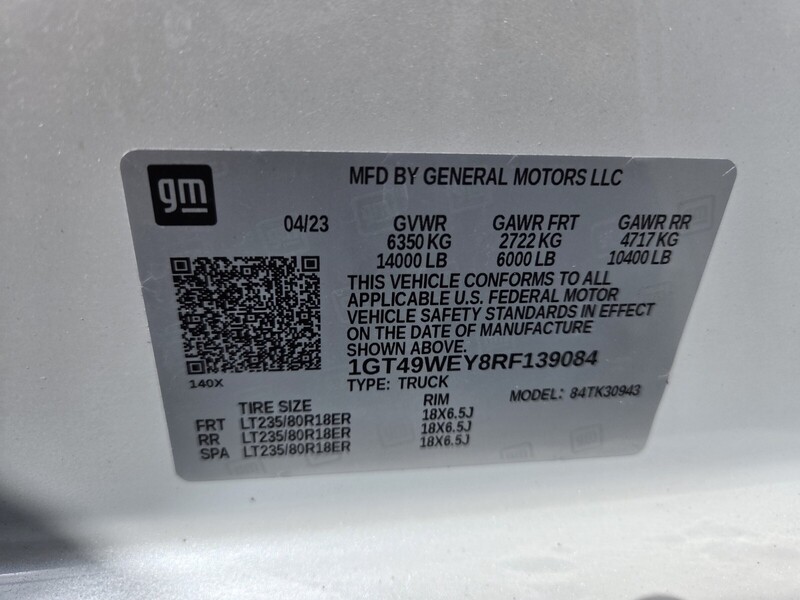 gm
MFD BY GENERAL MOTORS LLC
04/23 GVWR GAWR FRT GAWR RR
6350 KG 2722 KG 4717 KG
14000 LB 6000 LB 10400 LB
THIS VEHICLE CONFORMS TO ALL
APPLICABLE U.S. FEDERAL MOTOR
VEHICLE SAFETY STANDARDS IN EFFECT
ON THE DATE OF MANUFACTURE
SHOWN ABOVE.
1GT49WEY8RF139084
140X
TYPE: TRUCK MODEL: 84TK30943
TIRE SIZE RIM
FRT LT235/80R18ER 18X6.5J
RR LT235/80R18ER 18X6.5J
SPA LT235/80R18ER 18X6.5J